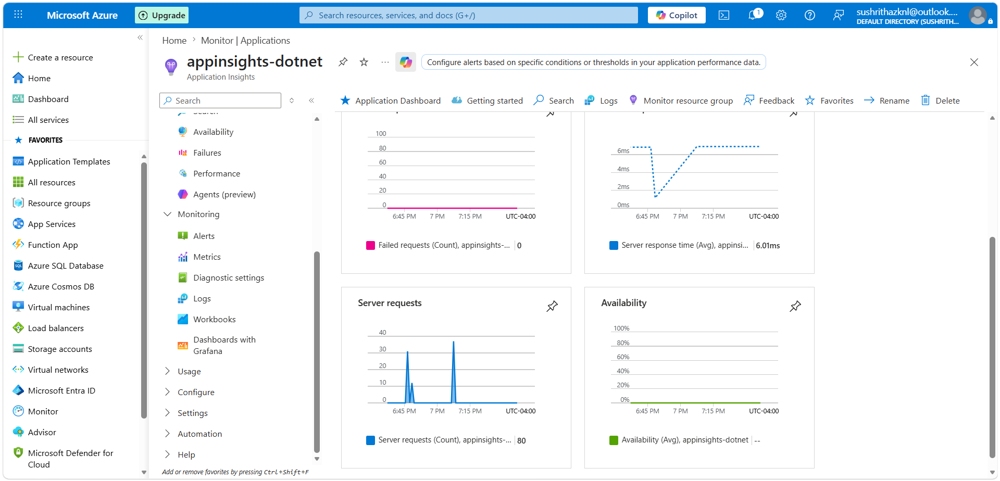 Microsoft Azure
Upgrade
Search resources, services, and docs (G+/)
Copilot
1
sushrithazknl@outlook....
DEFAULT DIRECTORY (SUSHRITH...
Create a resource
Home
Dashboard
All services
FAVORITES
Application Templates
All resources
Resource groups
App Services
Function App
Azure SQL Database
Azure Cosmos DB
Virtual machines
Load balancers
Storage accounts
Virtual networks
Microsoft Entra ID
Monitor
Advisor
Microsoft Defender for
Cloud
Home > Monitor | Applications
appinsights-dotnet
Application Insights
Configure alerts based on specific conditions or thresholds in your application performance data.
Search
Search
Availability
Failures
Performance
Agents (preview)
Monitoring
Alerts
Metrics
Diagnostic settings
Logs
Workbooks
Dashboards with
Grafana
Usage
Configure
Settings
Automation
Help
Add or remove favorites by pressing Ctrl+Shift+F
Application Dashboard
Getting started
Search
Logs
Monitor resource group
Feedback
Favorites
Rename
Delete
100
80
60
40
20
0
6:45 PM 7 PM 7:15 PM UTC-04:00
Failed requests (Count), appinsights-... 0
6ms
4ms
2ms
0ms
6:45 PM 7 PM 7:15 PM UTC-04:00
Server response time (Avg), appinsi... 6.01ms
Server requests
40
30
20
10
0
6:45 PM 7 PM 7:15 PM UTC-04:00
Server requests (Count), appinsights-... 80
Availability
100%
80%
60%
40%
20%
0%
6:45 PM 7 PM 7:15 PM UTC-04:00
Availability (Avg), appinsights-dotnet --